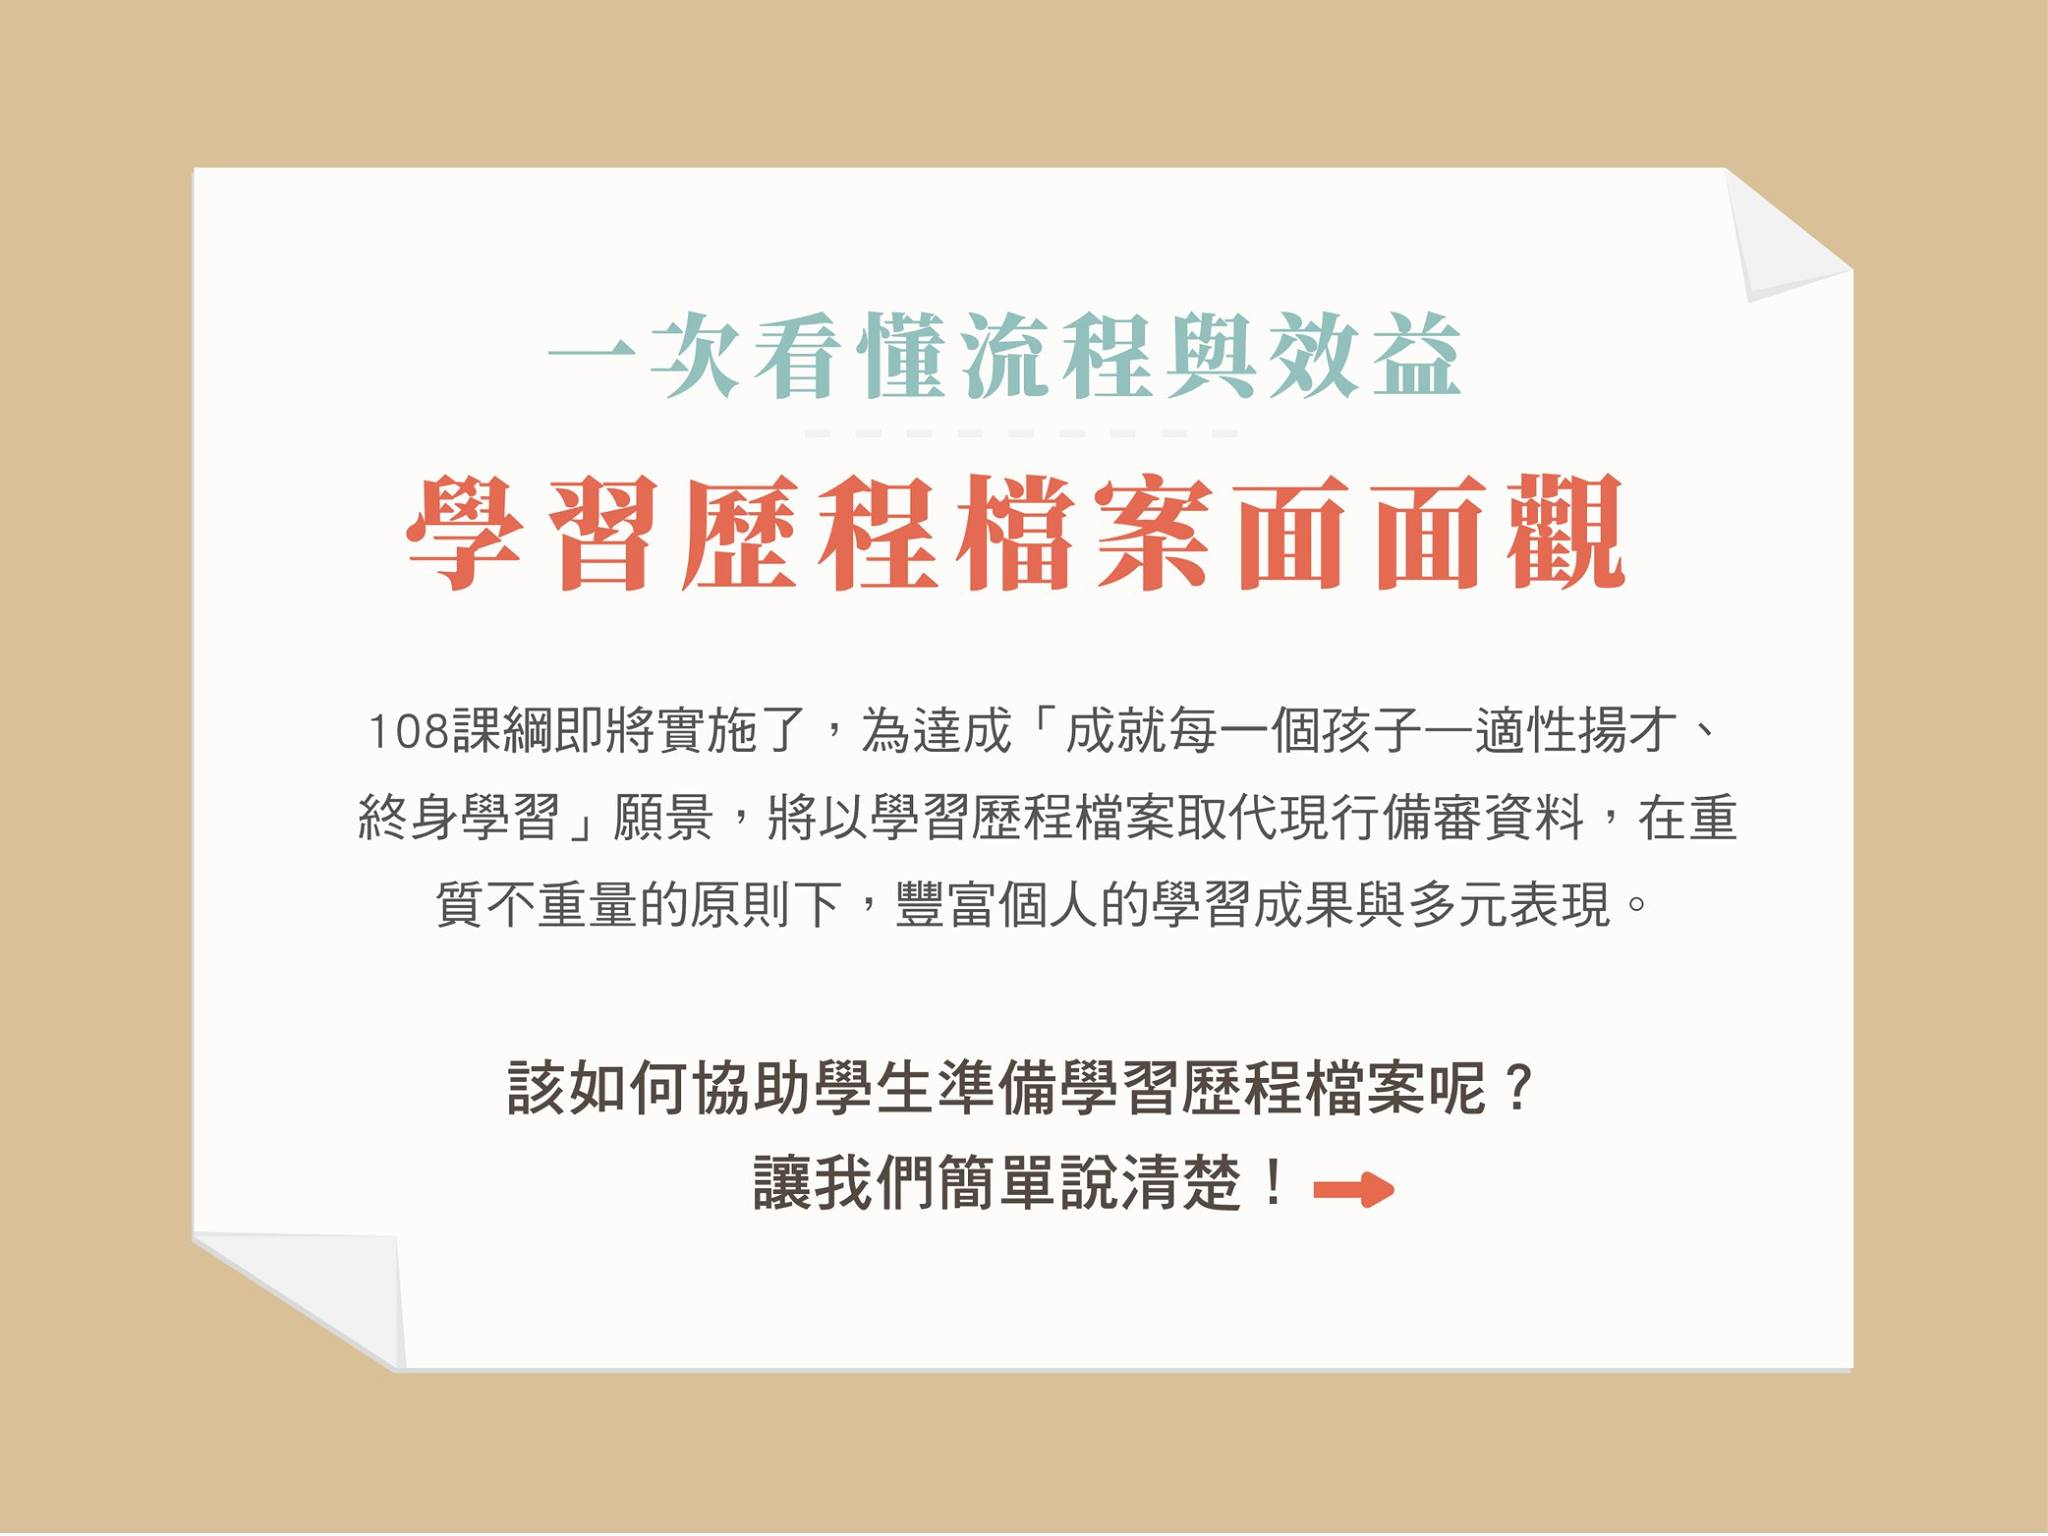 一次看懂流程與效益
學習歷程檔案面面觀
108課綱即將實施了，為達成「成就每一個孩子—適性揚才、
終身學習」願景，將以學習歷程檔案取代現行備審資料，在重
質不重量的原則下，豐富個人的學習成果與多元表現。
該如何協助學生準備學習歷程檔案呢？
讓我們簡單說清楚！